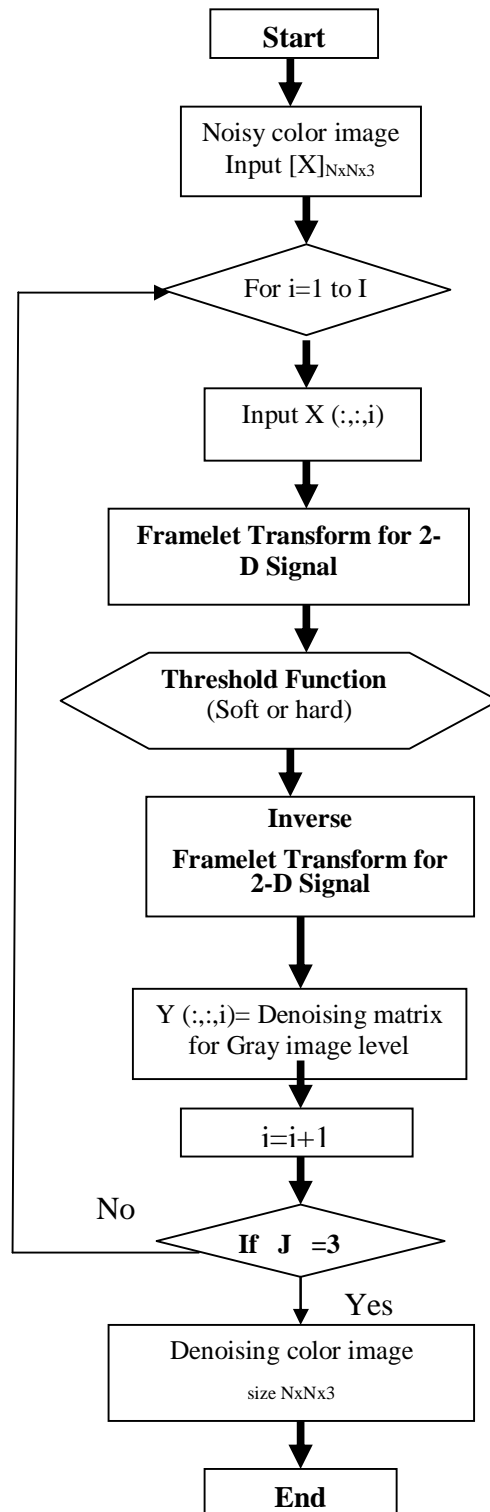 Start
Noisy color image
Input [X]NxNx3
For i=1 to I
Input X (:,:,i)
Framelet Transform for 2-
D Signal
Threshold Function
(Soft or hard)
Inverse
Framelet Transform for
2-D Signal
Y (:,:,i)= Denoising matrix
for Gray image level
i=i+1
No
If J =3
Yes
Denoising color image
size NxNx3
End